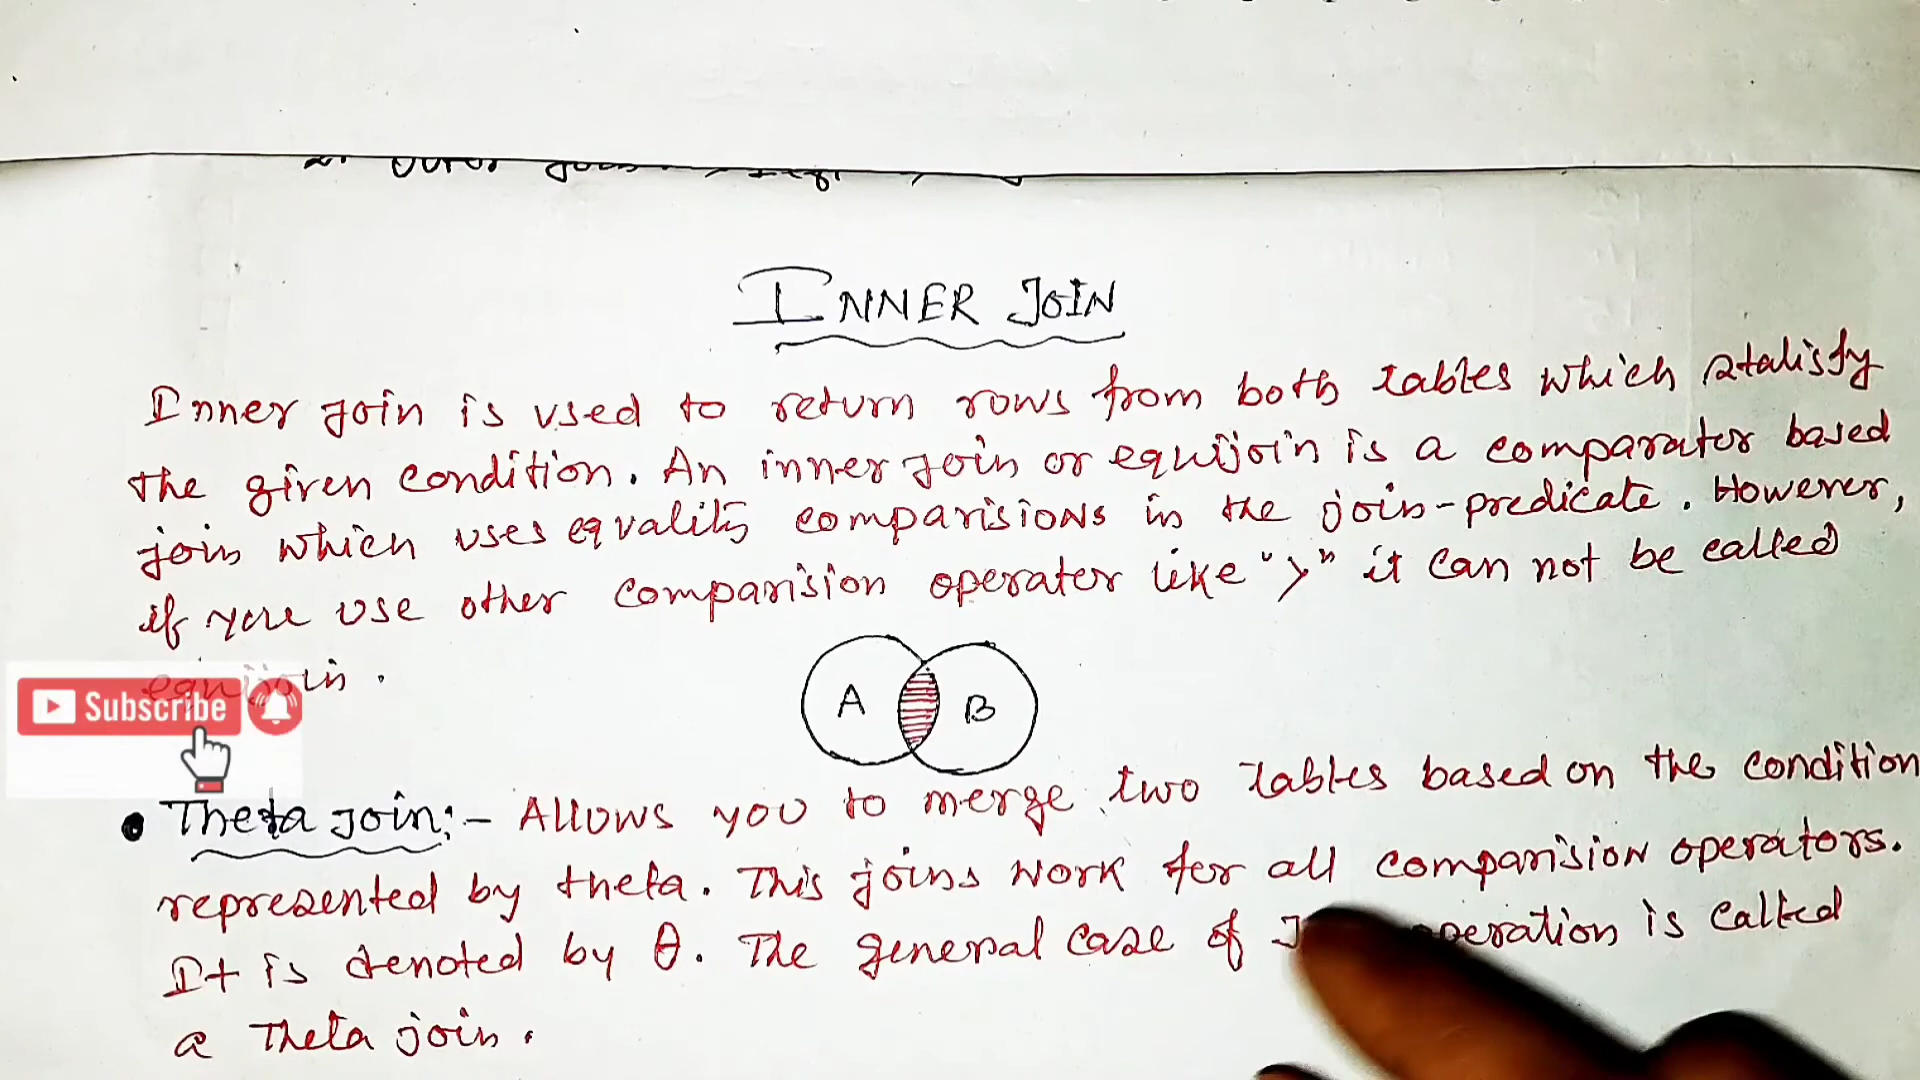 INNER JOIN
Inner join is used to return rows from both tables which statisfy
the given condition. An inner join or equijoin is a comparater based
join which uses equality comparisions in the join-predicate. However,
if you use other comparision operater like ">" it can not be called
equijoin.
A B
Subscribe
• Theta join:- Allows you to merge two tables based on the condition
represented by theta. This joins work for all comparision operators.
It is denoted by θ. The general case of operation is called
a Theta join.